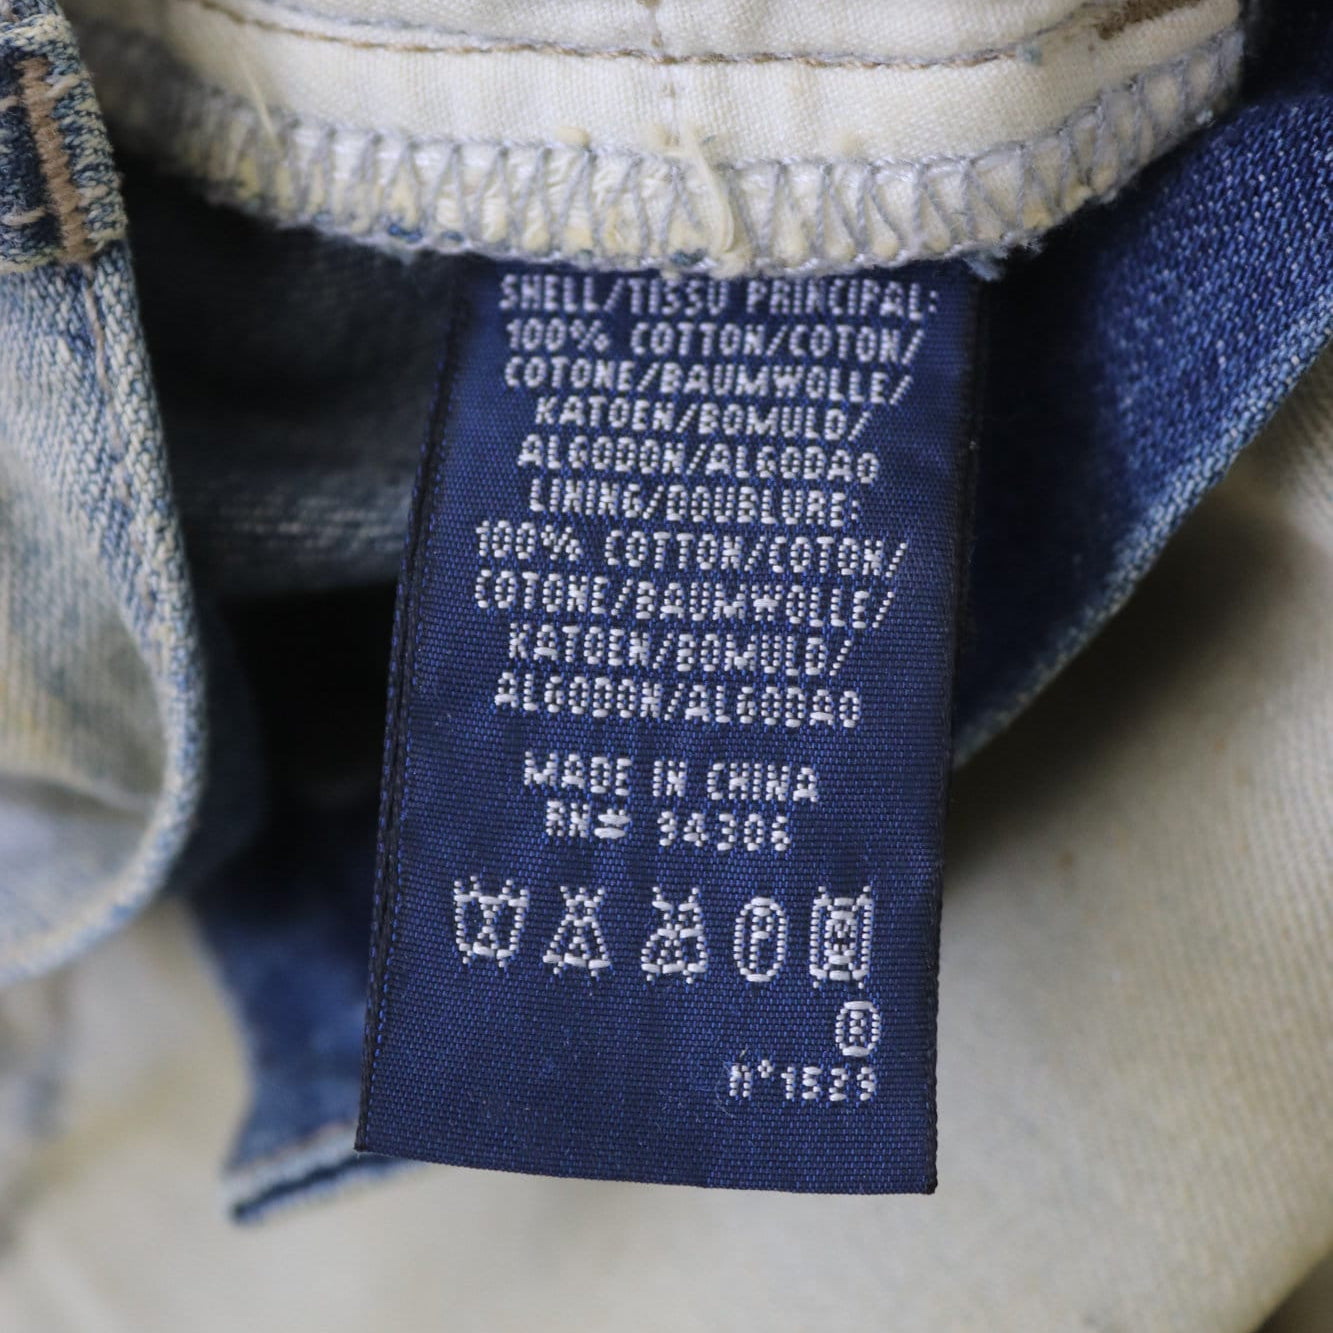 SHELL/TISSU PRINCIPAL:
100% COTTON/COTON/
COTONE/BAUMWOLLE/
KATOEN/BOMULD/
ALGODON/ALGODAO
LINING/DOUBLURE:
100% COTTON/COTON/
COTONE/BAUMWOLLE/
KATOEN/BOMULD/
ALGODON/ALGODAO
MADE IN CHINA
RN# 94306
P
®
N°1523